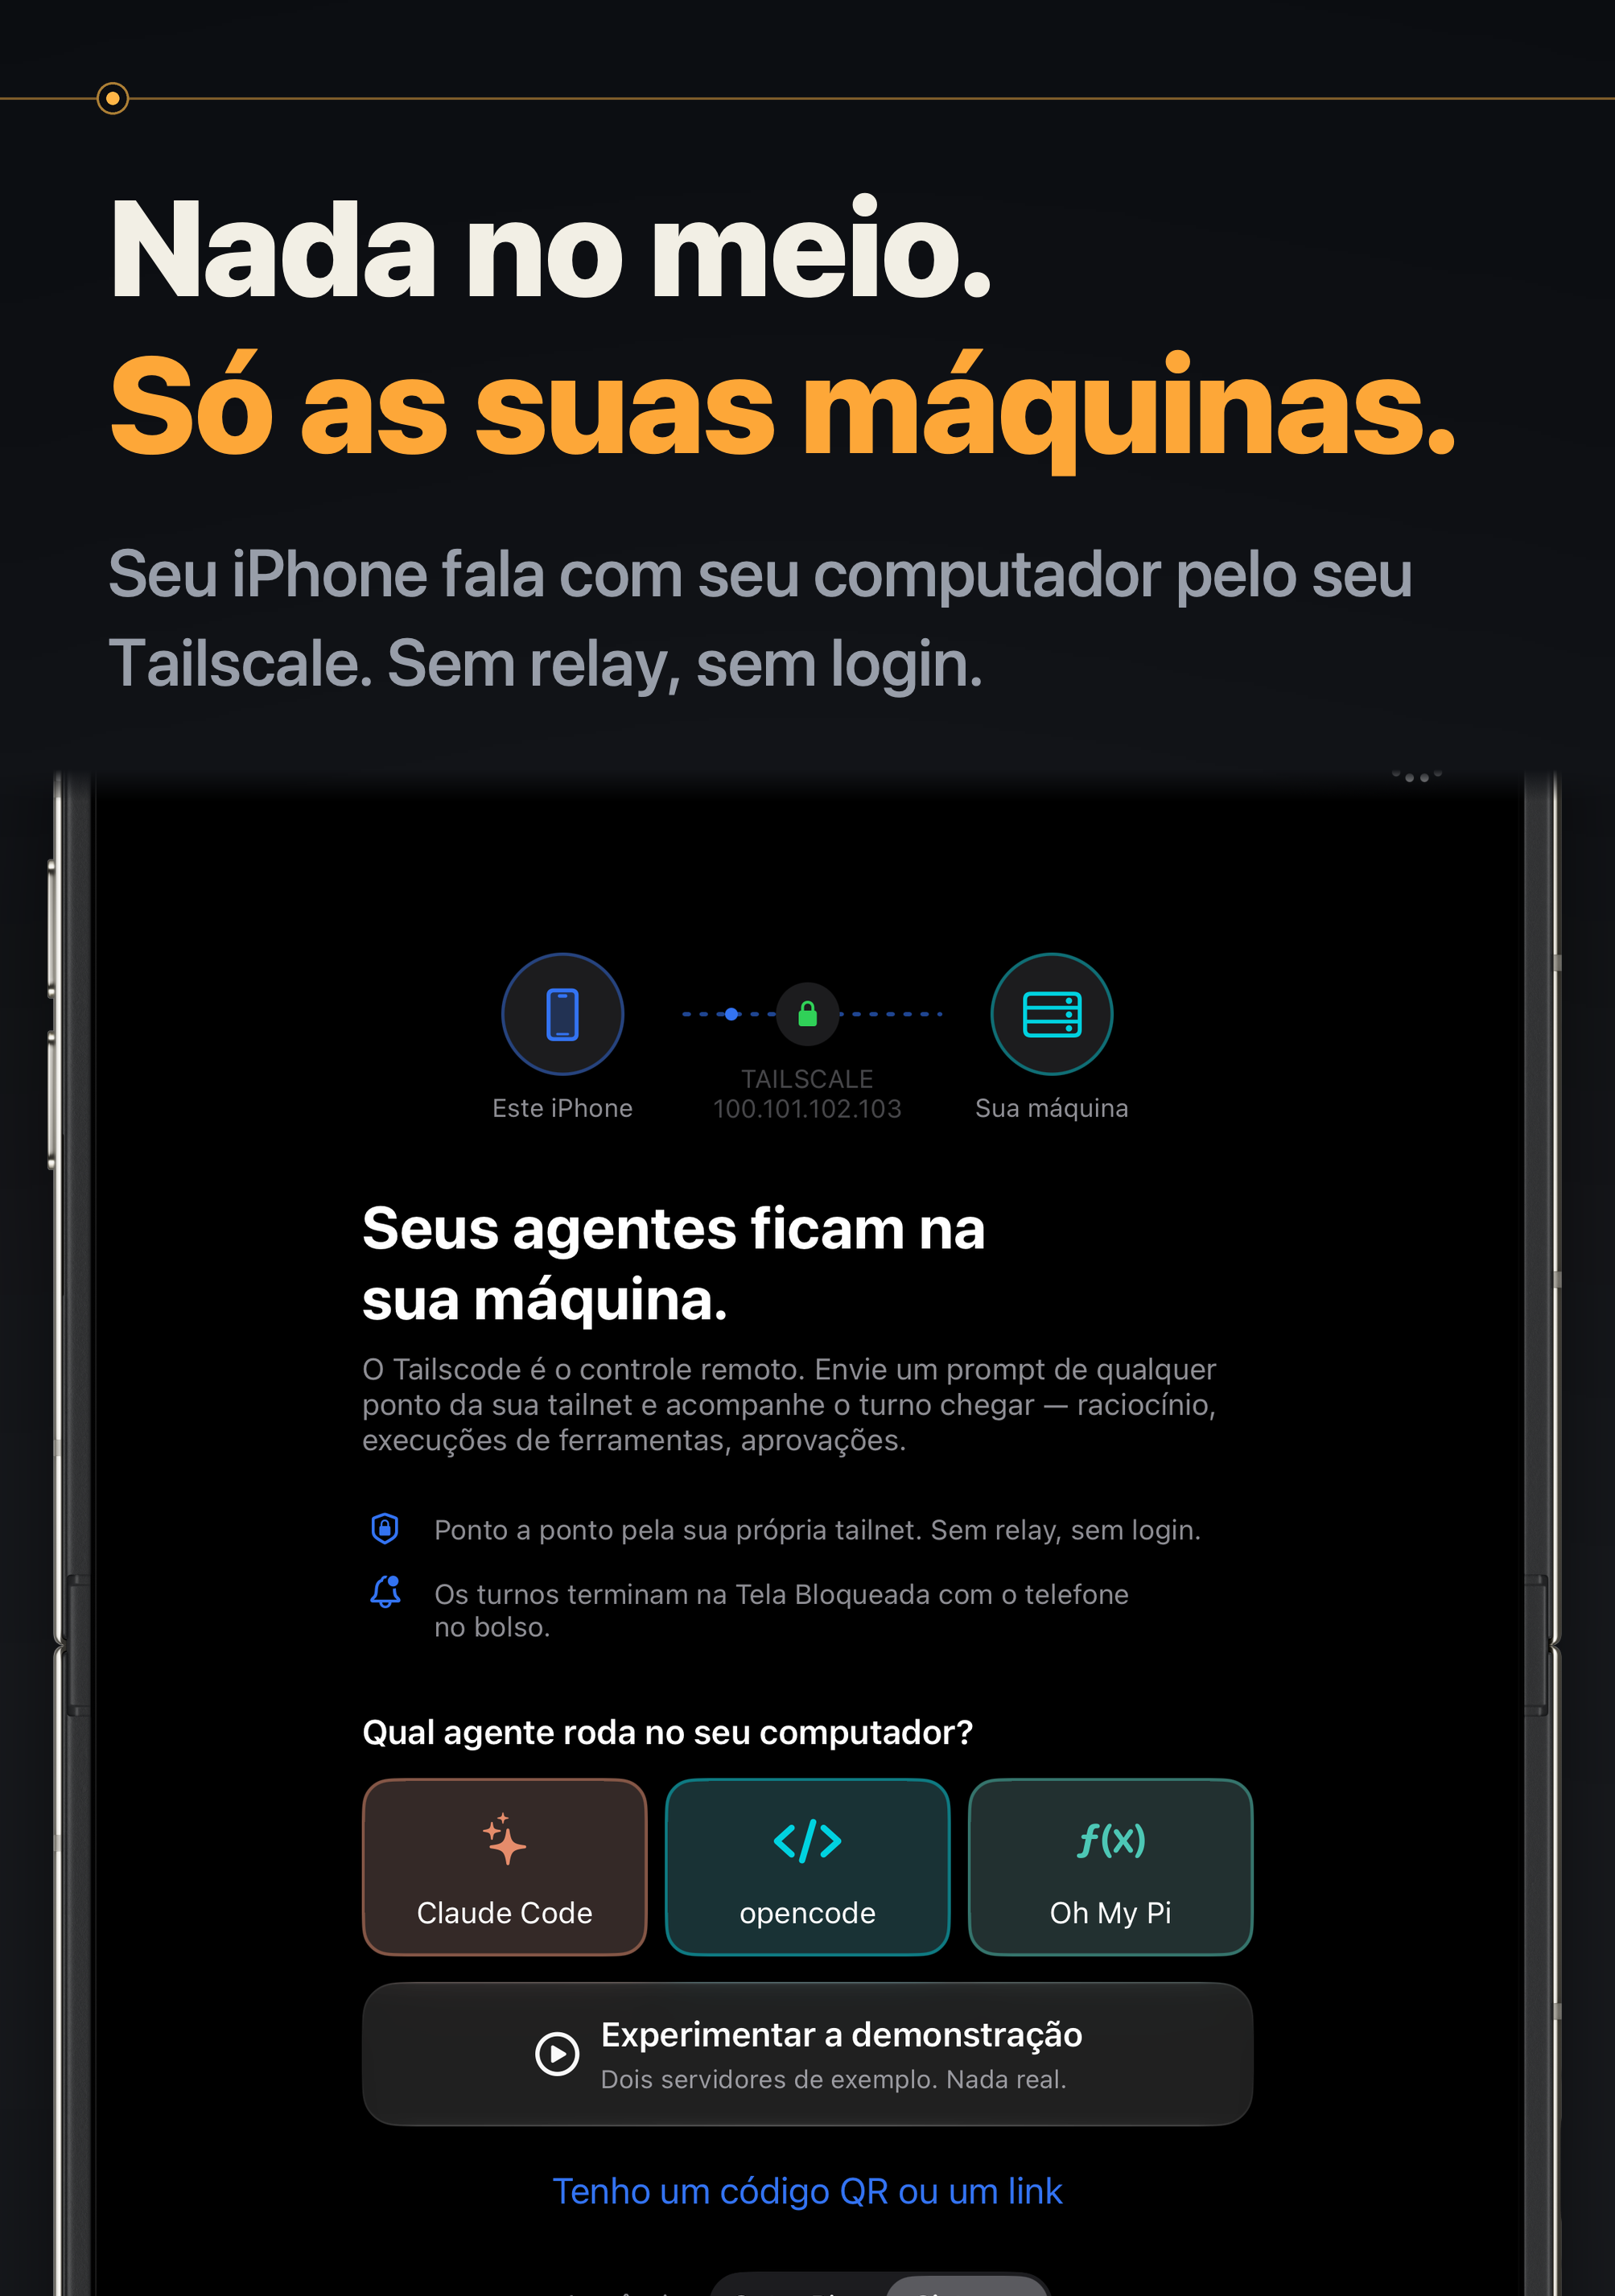 Nada no meio.
Só as suas máquinas.
Seu iPhone fala com seu computador pelo seu
Tailscale. Sem relay, sem login.
TAILSCALE
Este iPhone
100.101.102.103
Sua máquina
Seus agentes ficam na
sua máquina.
O Tailscode é o controle remoto. Envie um prompt de qualquer
ponto da sua tailnet e acompanhe o turno chegar — raciocínio,
execuções de ferramentas, aprovações.
Ponto a ponto pela sua própria tailnet. Sem relay, sem login.
Os turnos terminam na Tela Bloqueada com o telefone
no bolso.
Qual agente roda no seu computador?
ƒ(x)
Claude Code
opencode
Oh My Pi
Experimentar a demonstração
Dois servidores de exemplo. Nada real.
Tenho um código QR ou um link